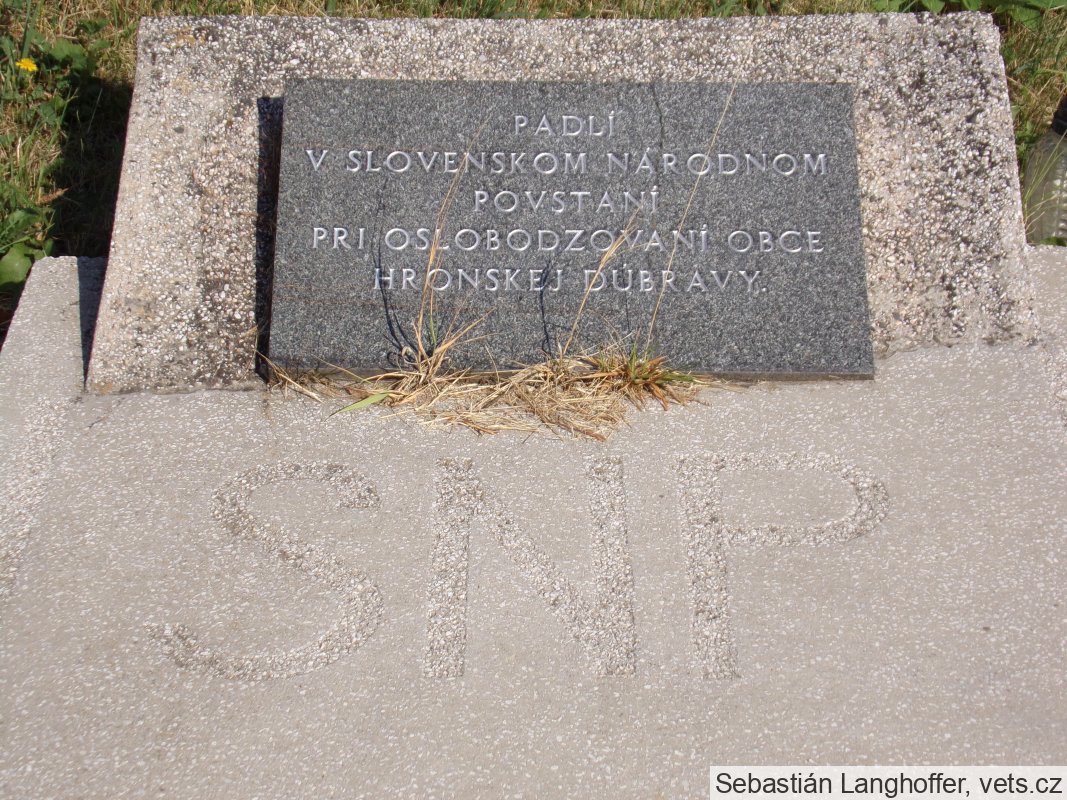 PADLÍ
V SLOVENSKOM NÁRODNOM
POVSTANÍ
PRI OSLOBODZOVANÍ OBCE
HRONSKEJ DÚBRAVY.
SNP
Sebastián Langhoffer, vets.cz